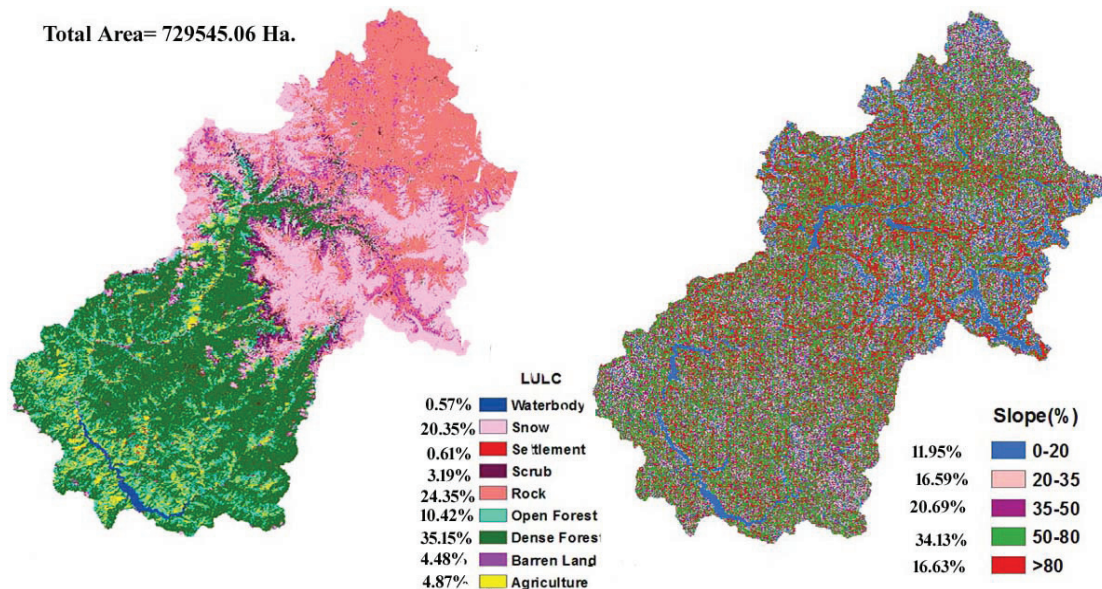 Total Area= 729545.06 Ha.
LULC
0.57% Waterbody
20.35% Snow
0.61% Settlement
3.19% Scrub
24.35% Rock
10.42% Open Forest
35.15% Dense Forest
4.48% Barren Land
4.87% Agriculture
Slope(%)
11.95% 0-20
16.59% 20-35
20.69% 35-50
34.13% 50-80
16.63% >80